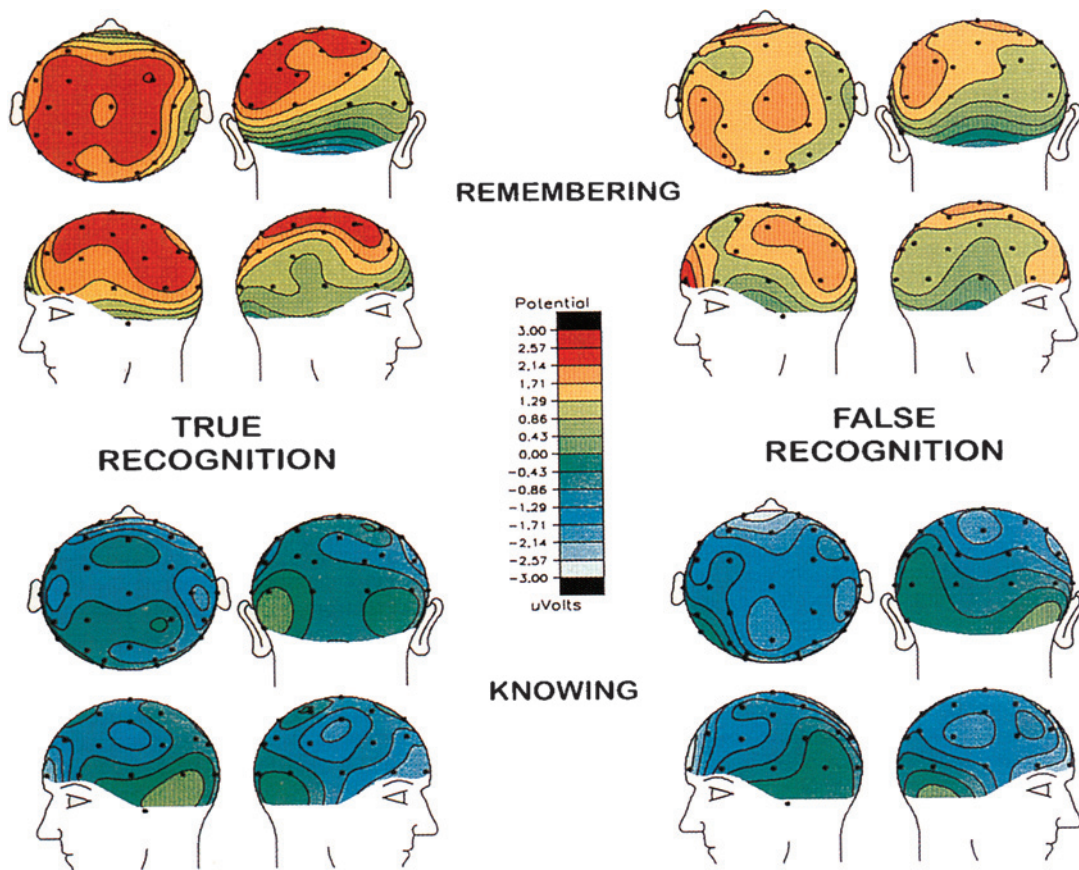 REMEMBERING
Potential
3.00
2.57
2.14
1.71
1.29
0.86
0.43
0.00
-0.43
-0.86
-1.29
-1.71
-2.14
-2.57
-3.00
uVolts
TRUE
RECOGNITION
FALSE
RECOGNITION
KNOWING